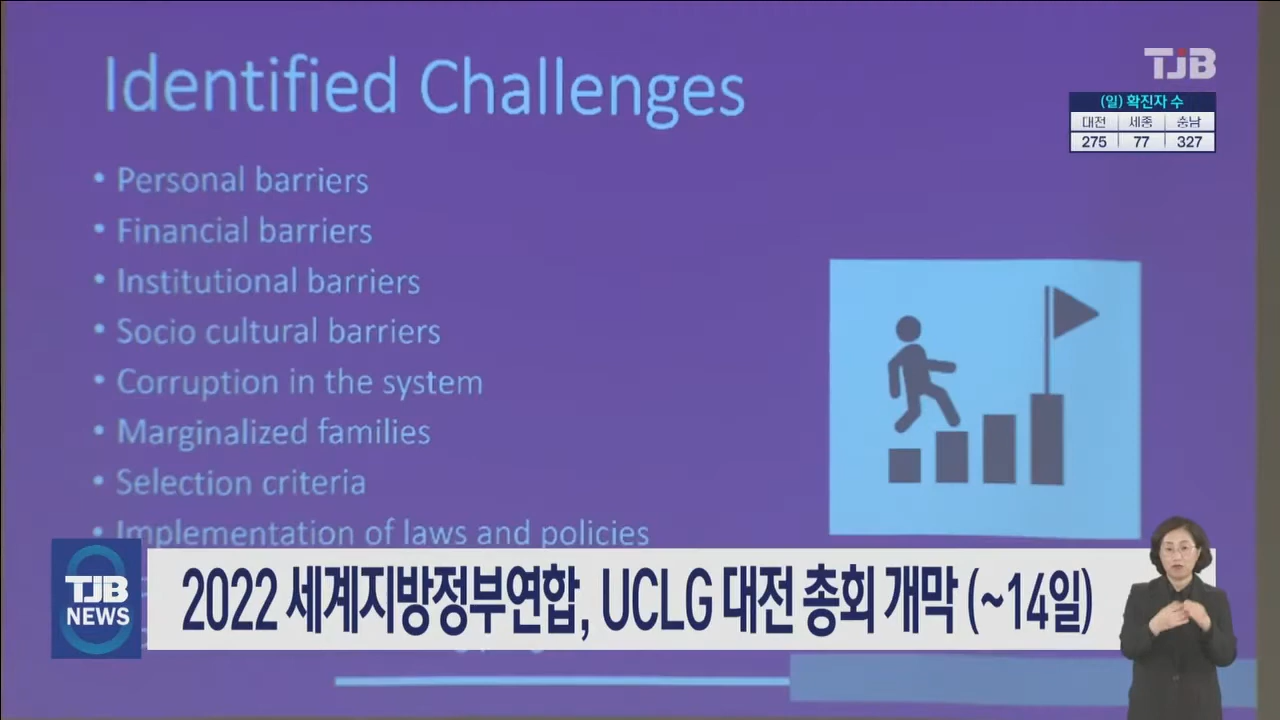 Identified Challenges
TJB
(일) 확진자 수
대전 세종 충남
275 77 327
• Personal barriers
• Financial barriers
• Institutional barriers
• Socio cultural barriers
• Corruption in the system
• Marginalized families
• Selection criteria
• Implementation of laws and policies
TJB
NEWS
2022 세계지방정부연합, UCLG 대전 총회 개막 (~14일)